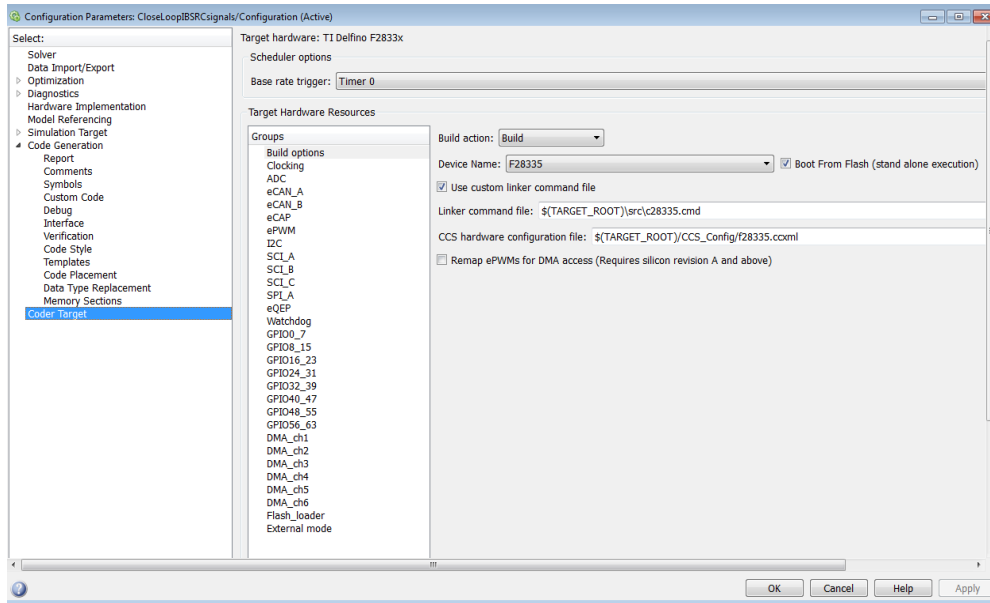 Configuration Parameters: CloseLoopIBSRCsignals/Configuration (Active)
Select:
Solver
Data Import/Export
Optimization
Diagnostics
Hardware Implementation
Model Referencing
Simulation Target
Code Generation
Report
Comments
Symbols
Custom Code
Debug
Interface
Verification
Code Style
Templates
Code Placement
Data Type Replacement
Memory Sections
Coder Target
Target hardware: TI Delfino F2833x
Scheduler options
Base rate trigger: Timer 0
Target Hardware Resources
Groups
Build options
Clocking
ADC
eCAN_A
eCAN_B
eCAP
ePWM
I2C
SCI_A
SCI_B
SCI_C
SPI_A
eQEP
Watchdog
GPIO0_7
GPIO8_15
GPIO16_23
GPIO24_31
GPIO32_39
GPIO40_47
GPIO48_55
GPIO56_63
DMA_ch1
DMA_ch2
DMA_ch3
DMA_ch4
DMA_ch5
DMA_ch6
Flash_loader
External mode
Build action: Build
Device Name: F28335 Boot From Flash (stand alone execution)
Use custom linker command file
Linker command file: $(TARGET_ROOT)\src\c28335.cmd
CCS hardware configuration file: $(TARGET_ROOT)/CCS_Config/f28335.ccxml
Remap ePWMs for DMA access (Requires silicon revision A and above)
OK Cancel Help Apply